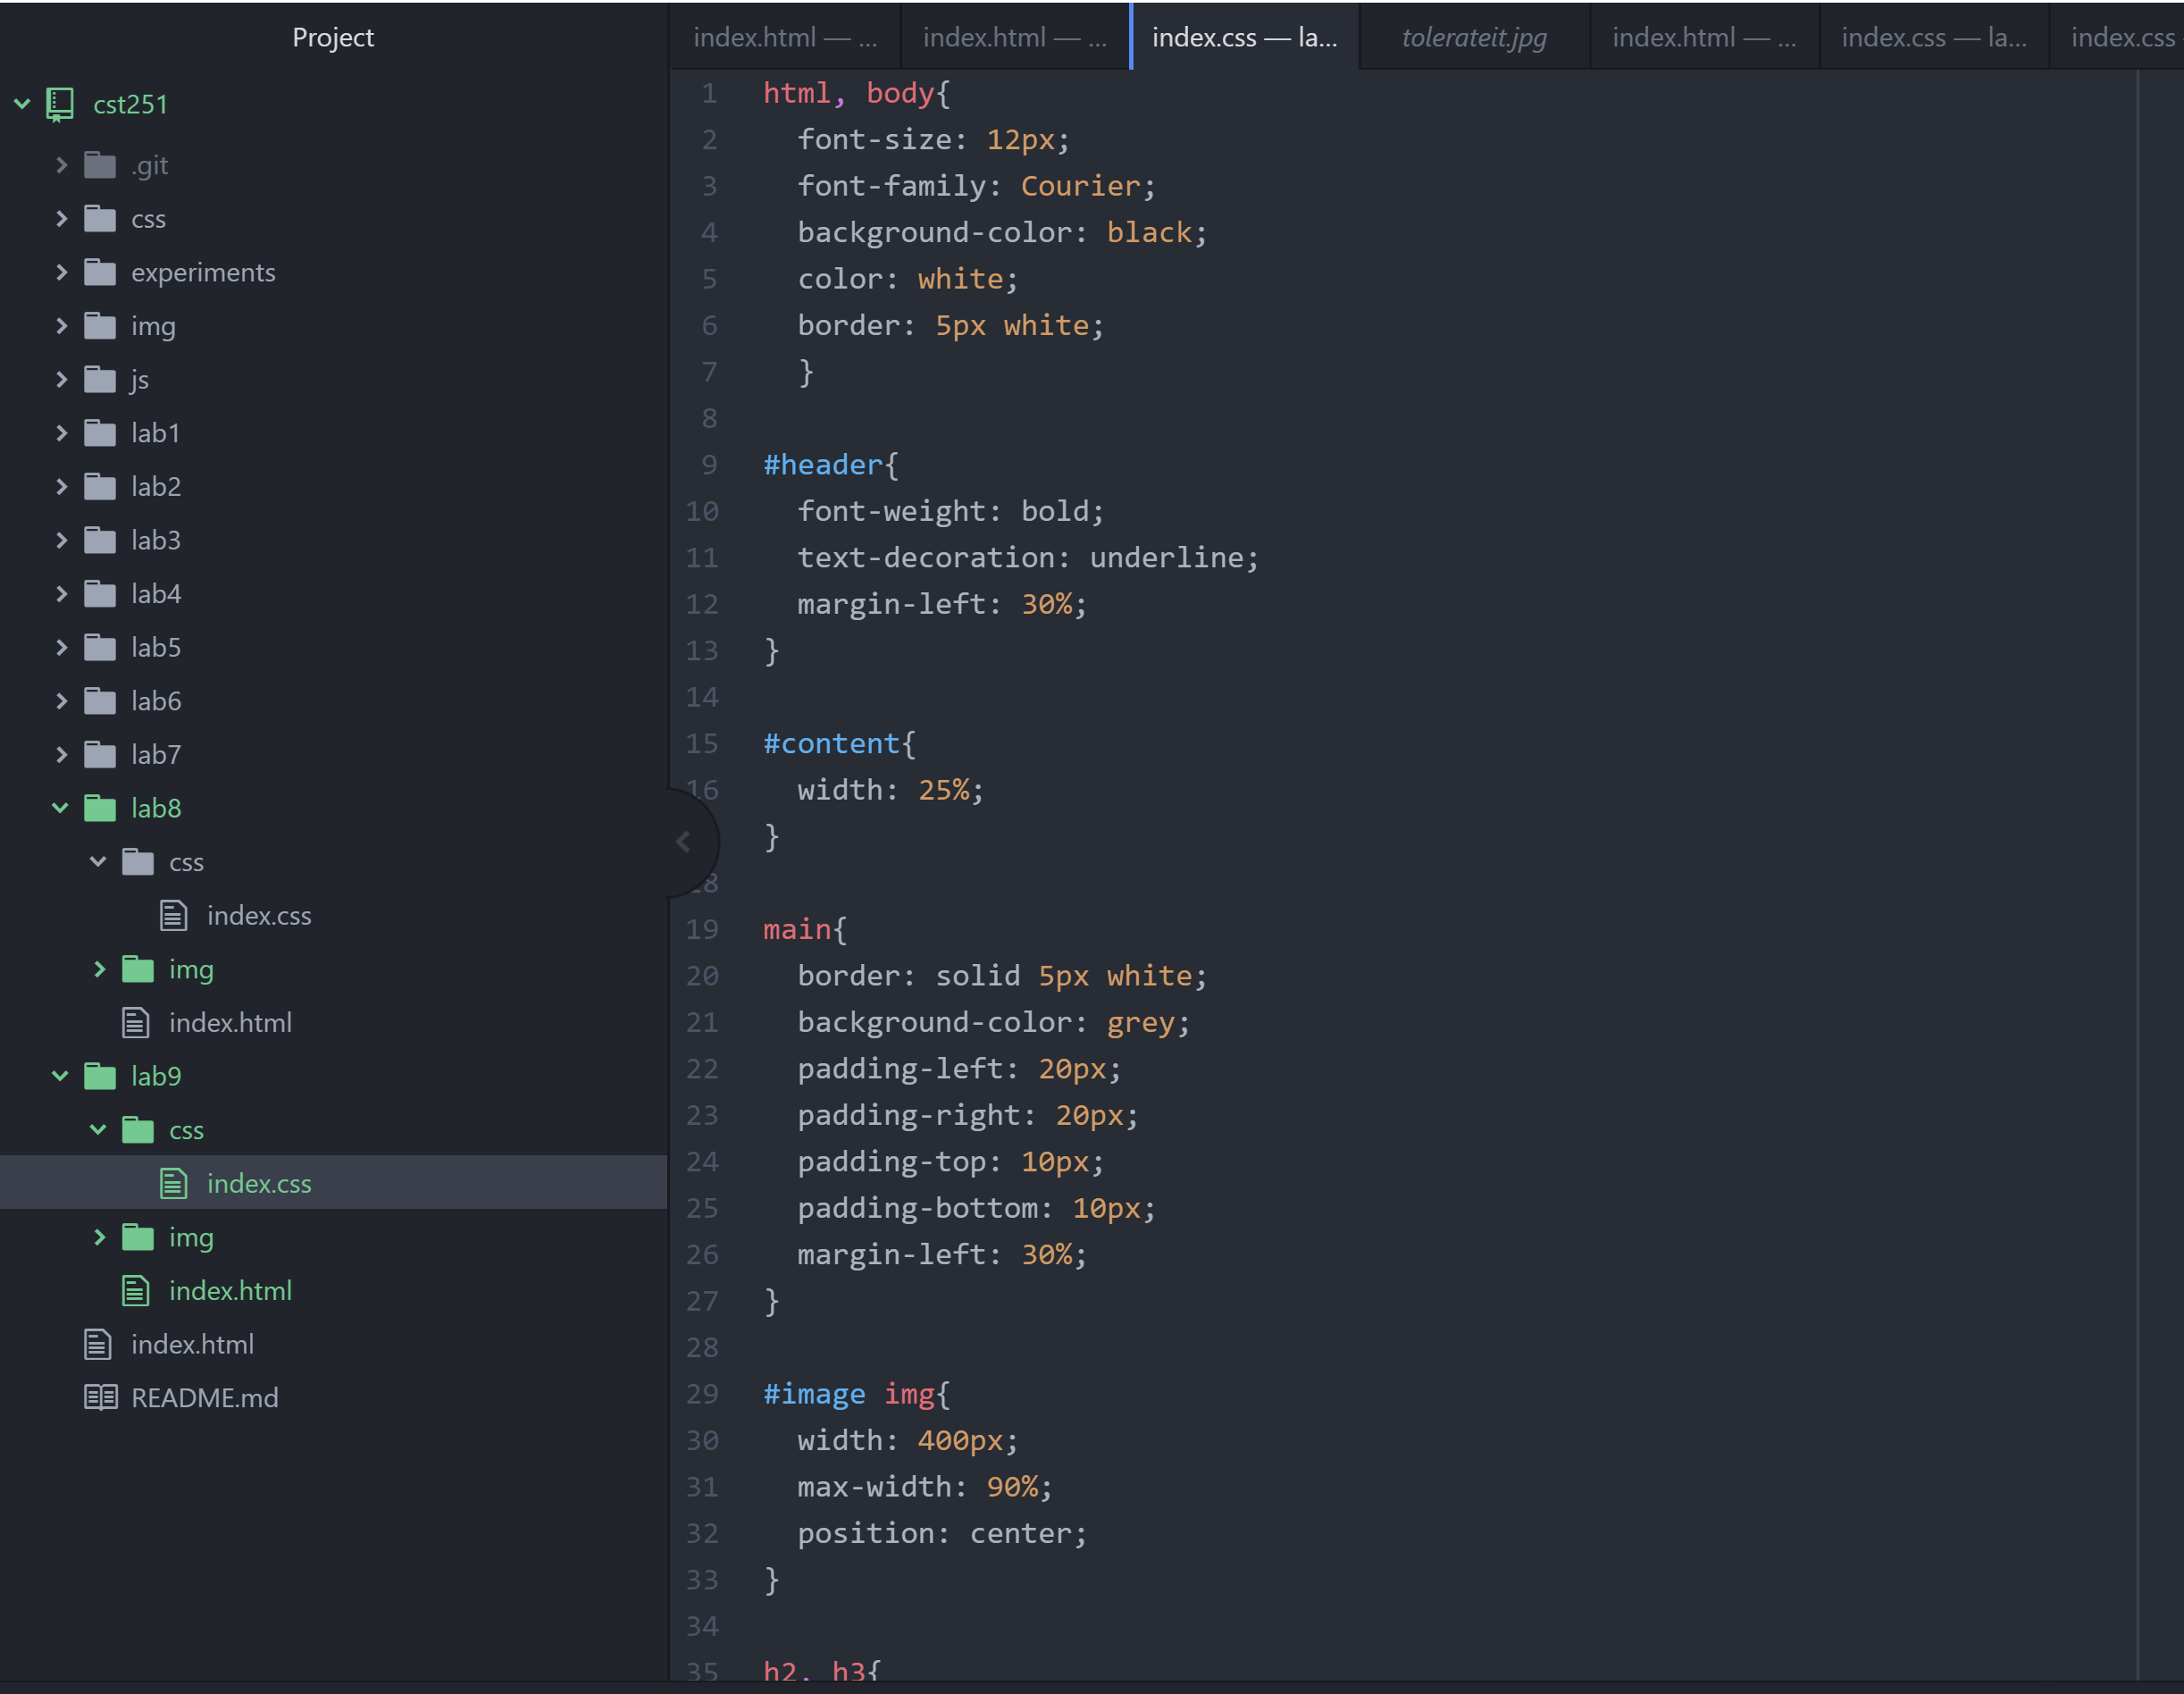 Project
cst251
.git
css
experiments
img
js
lab1
lab2
lab3
lab4
lab5
lab6
lab7
lab8
css
index.css
img
index.html
lab9
css
index.css
img
index.html
index.html
README.md
index.html — ...
index.html — ...
index.css — la...
tolerateit.jpg
index.html — ...
index.css — la...
index.css
1 html, body{
2   font-size: 12px;
3   font-family: Courier;
4   background-color: black;
5   color: white;
6   border: 5px white;
7   }
8
9 #header{
10   font-weight: bold;
11   text-decoration: underline;
12   margin-left: 30%;
13 }
14
15 #content{
16   width: 25%;
}
18
19 main{
20   border: solid 5px white;
21   background-color: grey;
22   padding-left: 20px;
23   padding-right: 20px;
24   padding-top: 10px;
25   padding-bottom: 10px;
26   margin-left: 30%;
27 }
28
29 #image img{
30   width: 400px;
31   max-width: 90%;
32   position: center;
33 }
34
35 h2, h3{